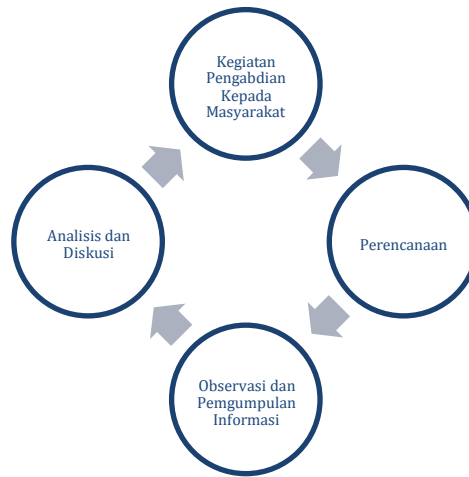 Kegiatan
Pengabdian
Kepada
Masyarakat
Perencanaan
Observasi dan
Pemgumpulan
Informasi
Analisis dan
Diskusi